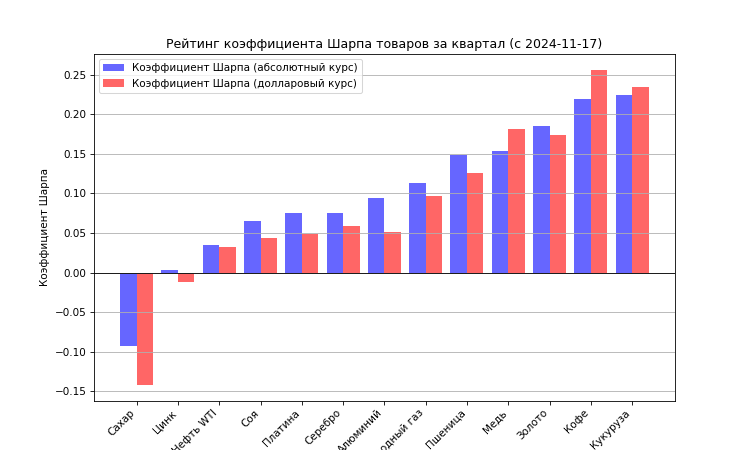 Рейтинг коэффициента Шарпа товаров за квартал (с 2024-11-17)
Коэффициент Шарпа (абсолютный курс)
Коэффициент Шарпа (долларовый курс)
Коэффициент Шарпа
0.25
0.20
0.15
0.10
0.05
0.00
−0.05
−0.10
−0.15
Сахар
Цинк
Нефть WTI
Соя
Платина
Серебро
Алюминий
одный газ
Пшеница
Медь
Золото
Кофе
Кукуруза